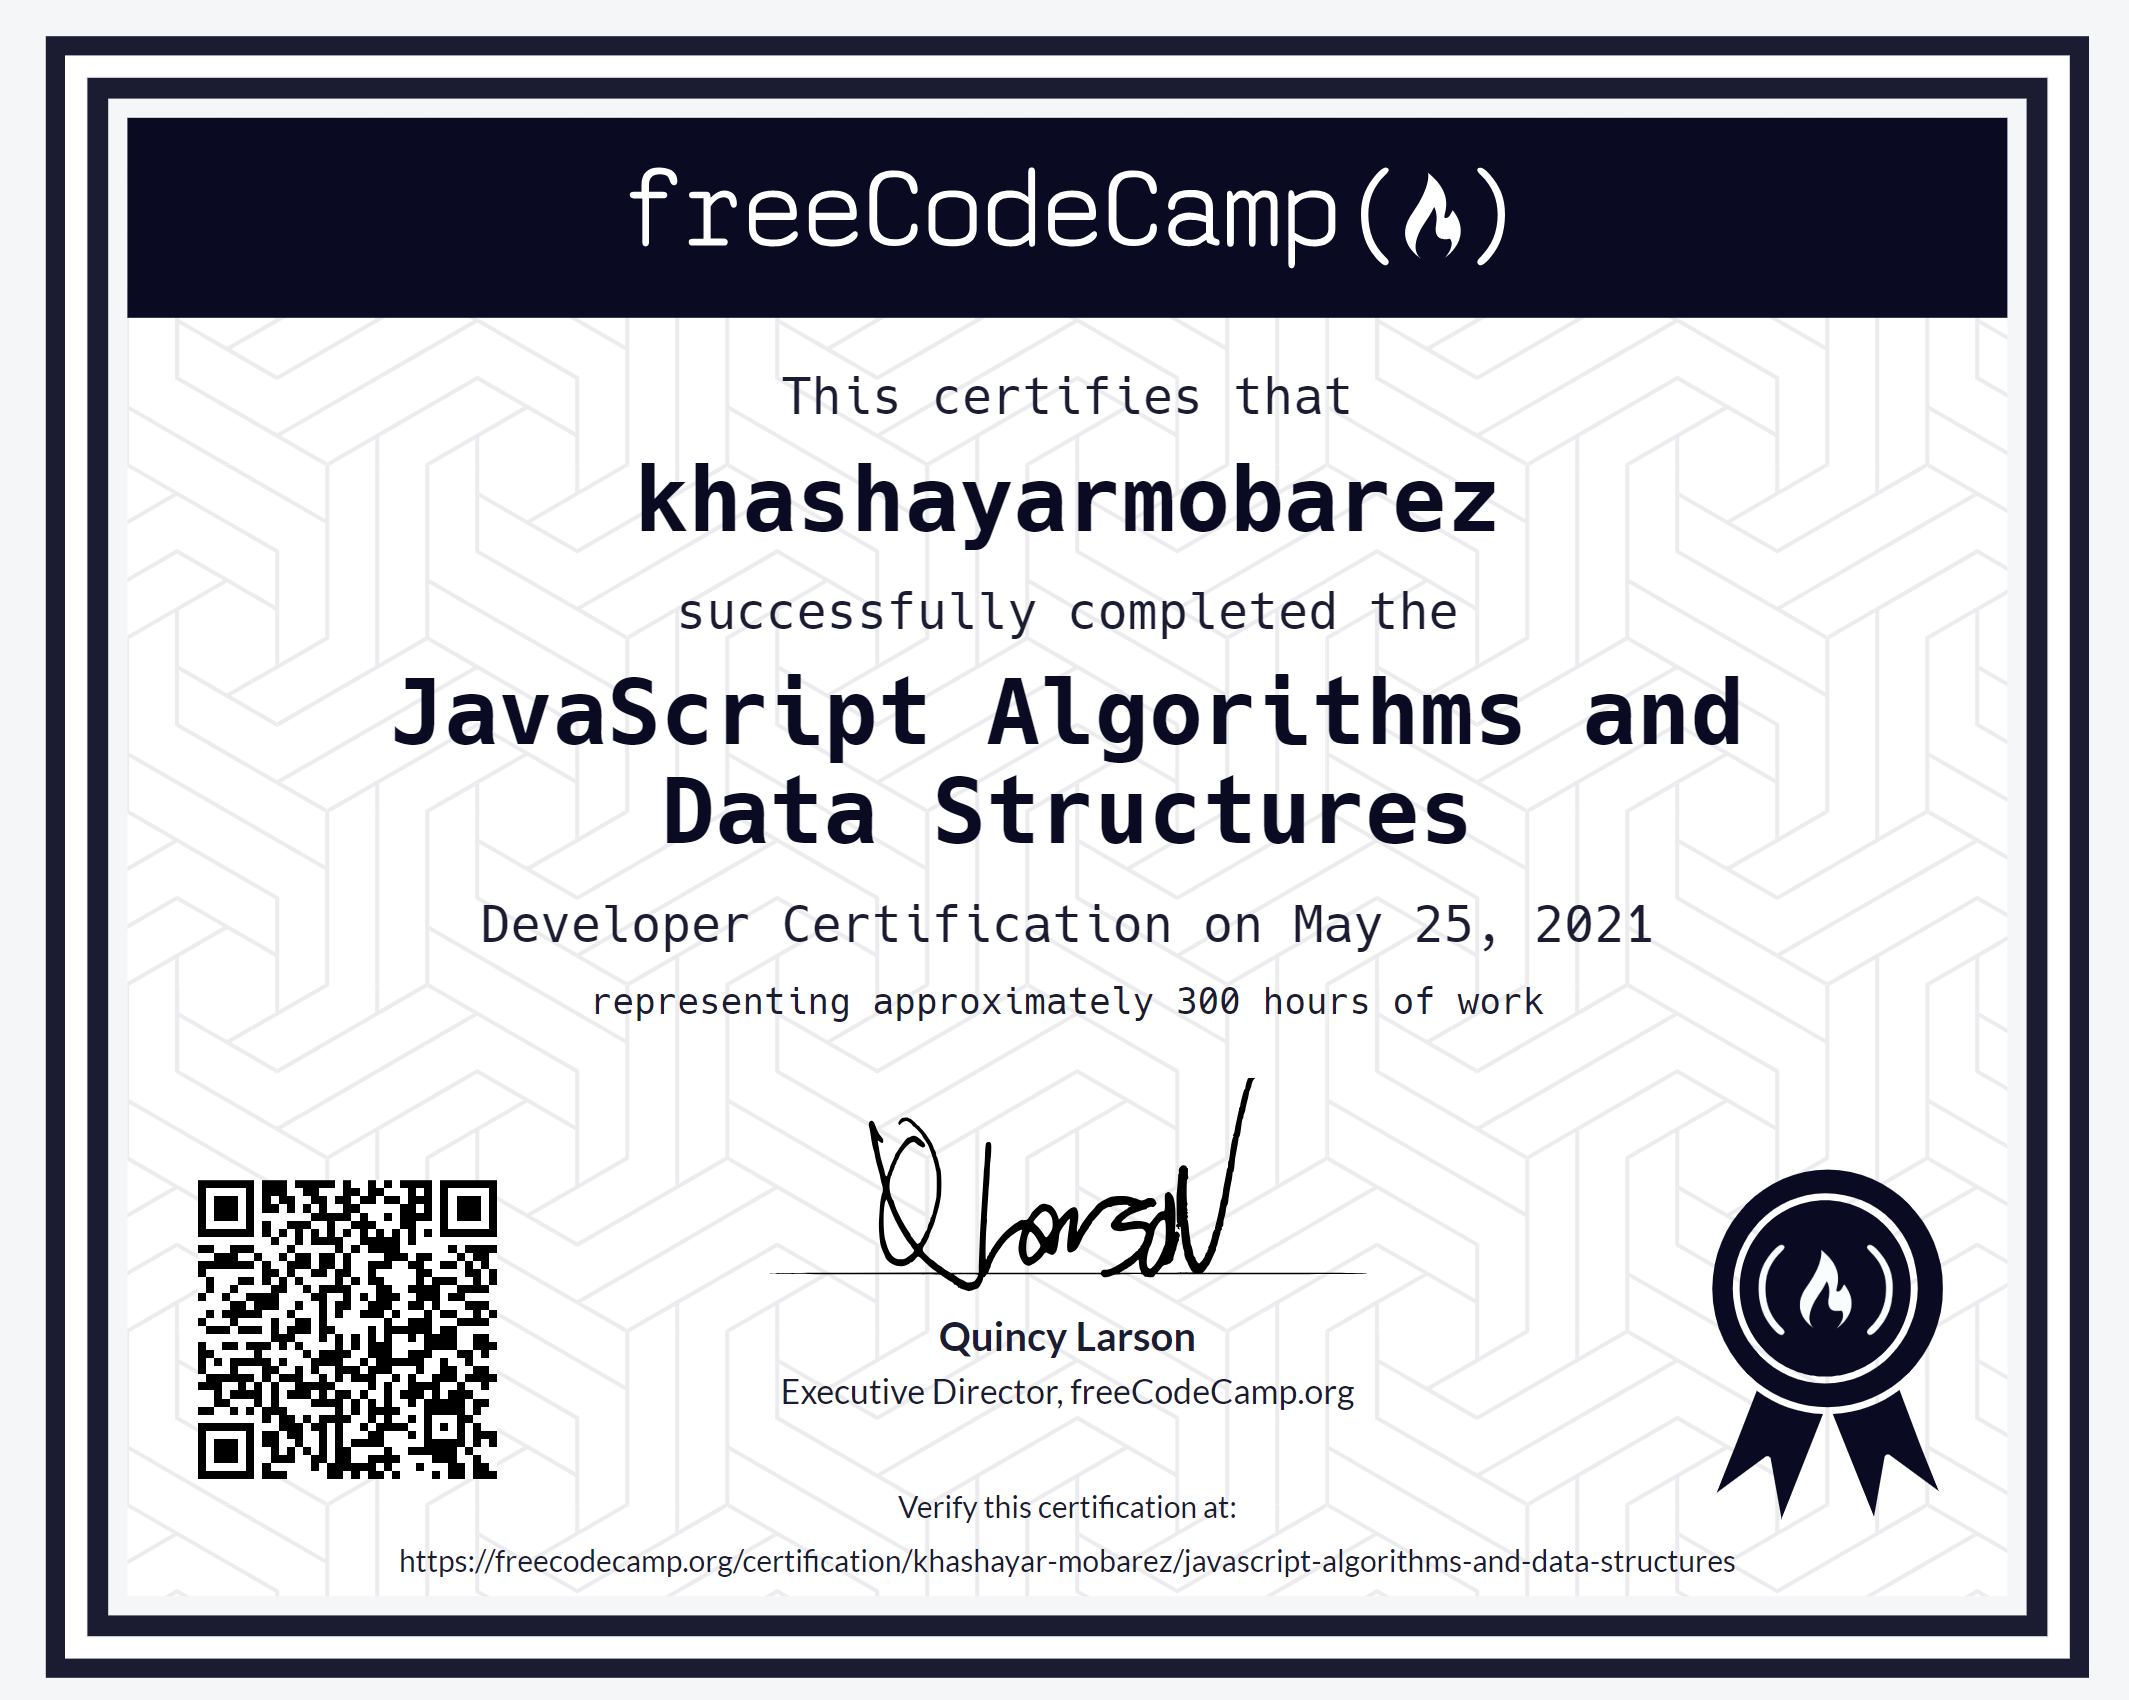 freeCodeCamp
This certifies that
khashayarmobarez
successfully completed the
JavaScript Algorithms and
Data Structures
Developer Certification on May 25, 2021
representing approximately 300 hours of work
Quincy Larson
Executive Director, freeCodeCamp.org
Verify this certification at:
https://freecodecamp.org/certification/khashayar-mobarez/javascript-algorithms-and-data-structures